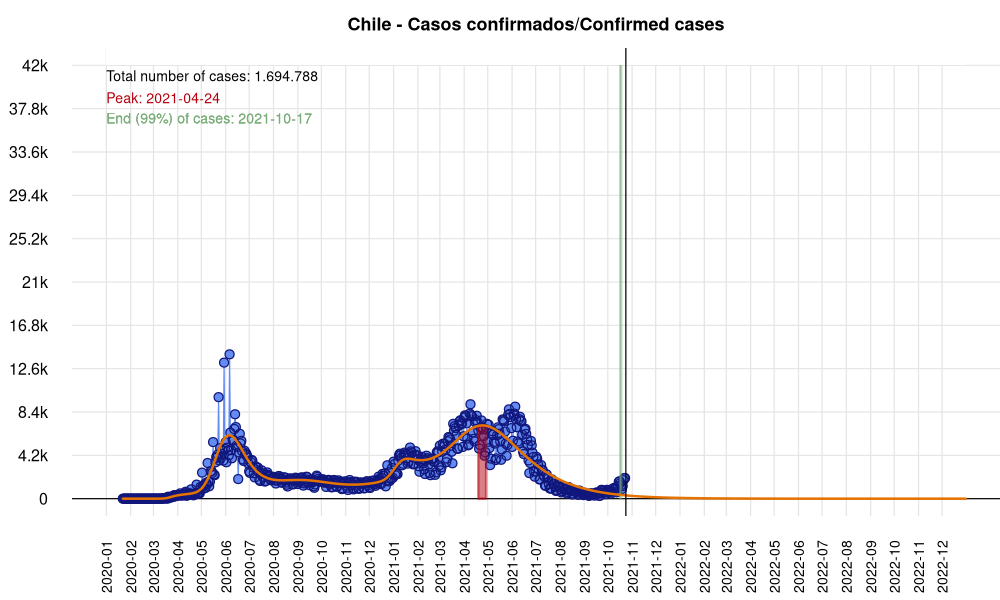 Chile - Casos confirmados/Confirmed cases
Total number of cases: 1.694.788
Peak: 2021-04-24
End (99%) of cases: 2021-10-17
42k
37.8k
33.6k
29.4k
25.2k
21k
16.8k
12.6k
8.4k
4.2k
0
2020-01
2020-02
2020-03
2020-04
2020-05
2020-06
2020-07
2020-08
2020-09
2020-10
2020-11
2020-12
2021-01
2021-02
2021-03
2021-04
2021-05
2021-06
2021-07
2021-08
2021-09
2021-10
2021-11
2021-12
2022-01
2022-02
2022-03
2022-04
2022-05
2022-06
2022-07
2022-08
2022-09
2022-10
2022-11
2022-12